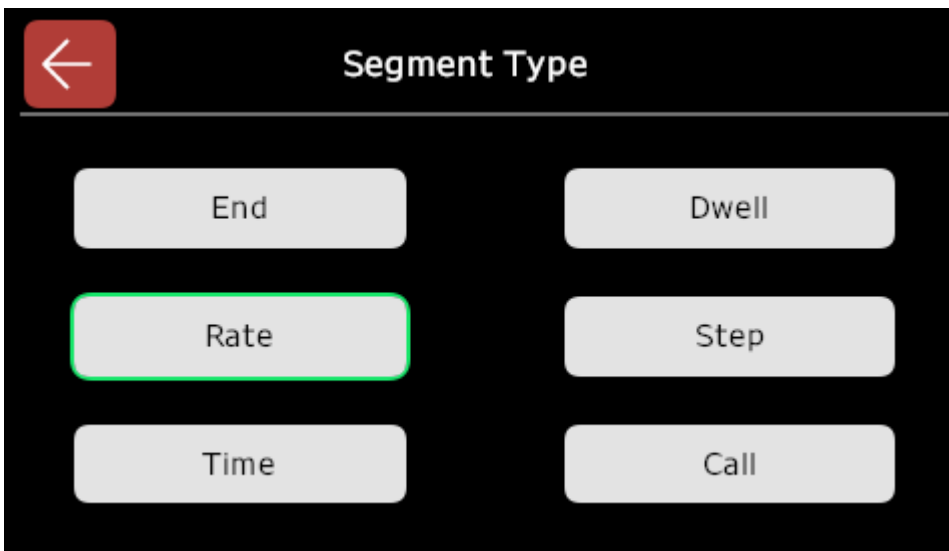 Segment Type
End
Dwell
Rate
Step
Time
Call